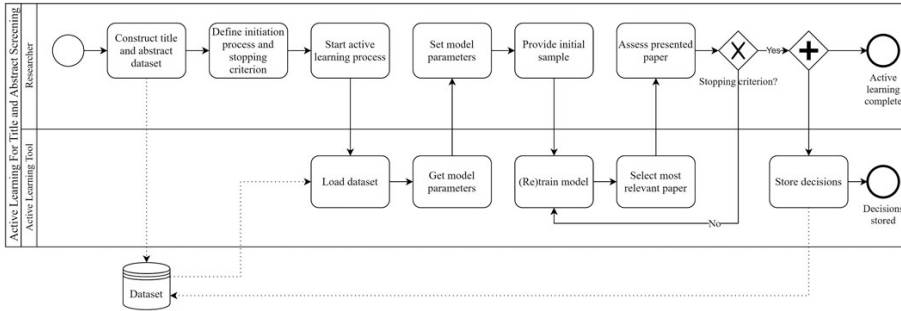 Active Learning For Title and Abstract Screening
Researcher
Construct title
and abstract
dataset
Define initiation
process and
stopping
criterion
Start active
learning process
Set model
parameters
Provide initial
sample
Assess presented
paper
Stopping criterion?
Yes
Active
learning
complete
Active Learning Tool
Load dataset
Get model
parameters
(Re)train model
Select most
relevant paper
No
Store decisions
Decisions
stored
Dataset